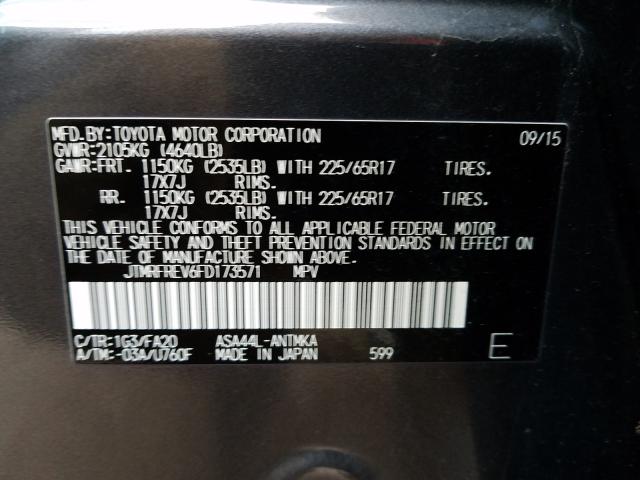 MFD.BY:TOYOTA MOTOR CORPORATION 09/15
GVWR:2105KG (4640LB)
GAWR:FRT. 1150KG (2535LB) WITH 225/65R17 TIRES.
17X7J RIMS.
RR. 1150KG (2535LB) WITH 225/65R17 TIRES.
17X7J RIMS.
THIS VEHICLE CONFORMS TO ALL APPLICABLE FEDERAL MOTOR
VEHICLE SAFETY AND THEFT PREVENTION STANDARDS IN EFFECT ON
THE DATE OF MANUFACTURE SHOWN ABOVE.
JTMRFREV6FD173571 MPV
C/TR:1G3/FA20 ASA44L-ANTMKA
A/TM:-03A/U760F MADE IN JAPAN 599 E